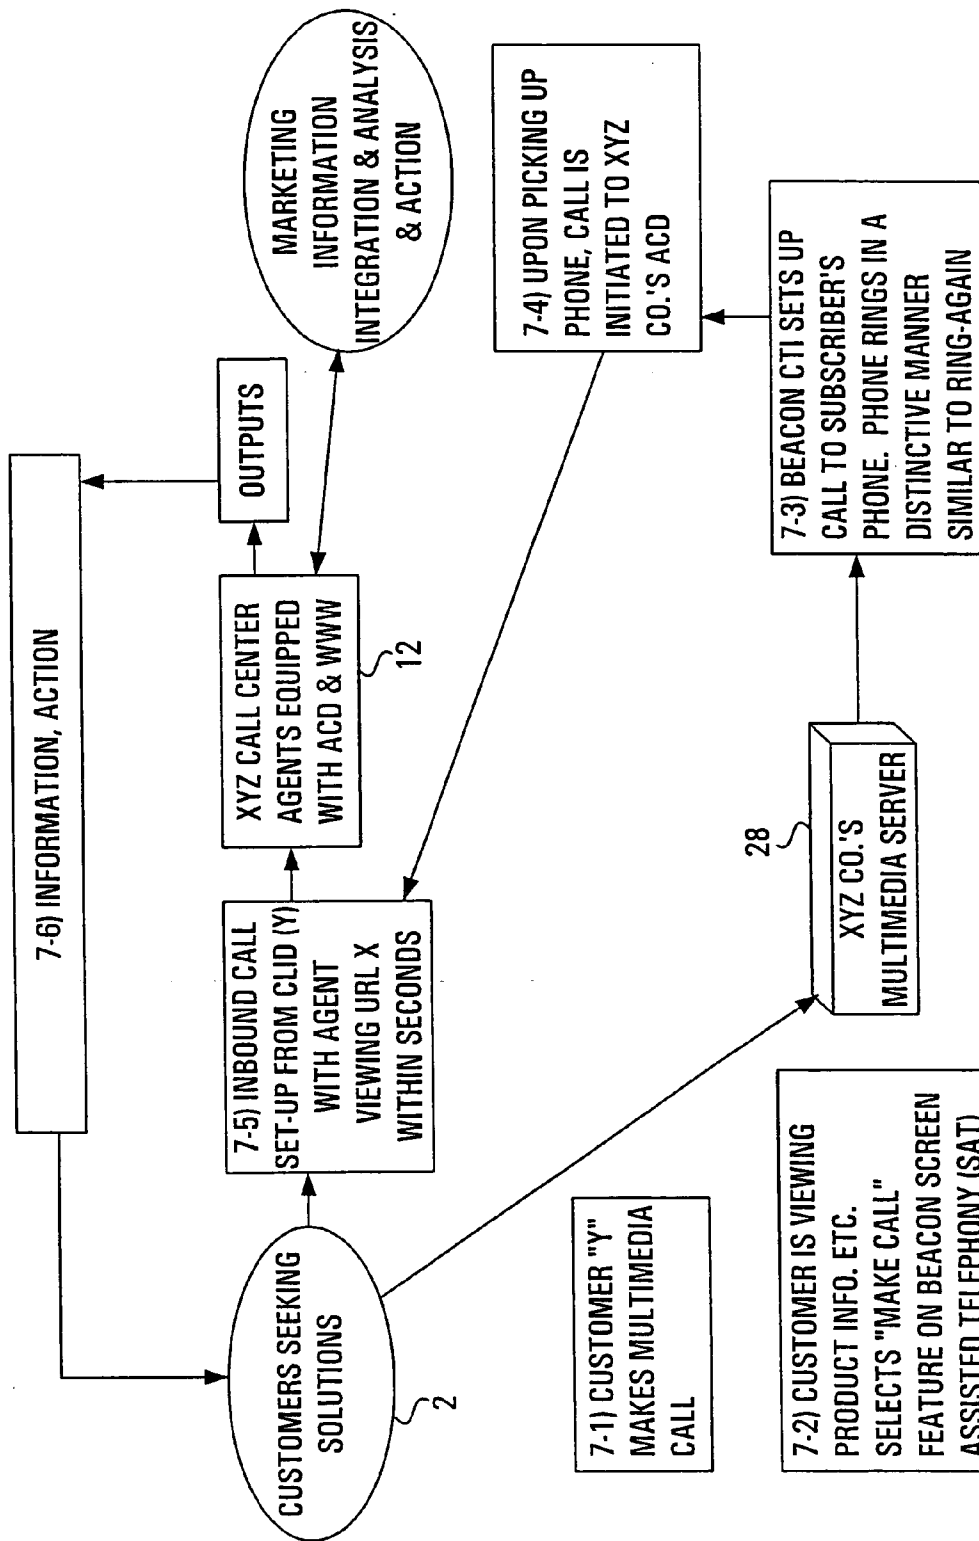 7-6) INFORMATION, ACTION
CUSTOMERS SEEKING
SOLUTIONS
2
7-5) INBOUND CALL
SET-UP FROM CLID (Y)
WITH AGENT
VIEWING URL X
WITHIN SECONDS
XYZ CALL CENTER
AGENTS EQUIPPED
WITH ACD & WWW
12
OUTPUTS
MARKETING
INFORMATION
INTEGRATION & ANALYSIS
& ACTION
7-1) CUSTOMER "Y"
MAKES MULTIMEDIA
CALL
7-4) UPON PICKING UP
PHONE, CALL IS
INITIATED TO XYZ
CO.'S ACD
7-2) CUSTOMER IS VIEWING
PRODUCT INFO. ETC.
SELECTS "MAKE CALL"
FEATURE ON BEACON SCREEN
ASSISTED TELEPHONY (SAT)
28
XYZ CO.'S
MULTIMEDIA SERVER
7-3) BEACON CTI SETS UP
CALL TO SUBSCRIBER'S
PHONE. PHONE RINGS IN A
DISTINCTIVE MANNER
SIMILAR TO RING-AGAIN